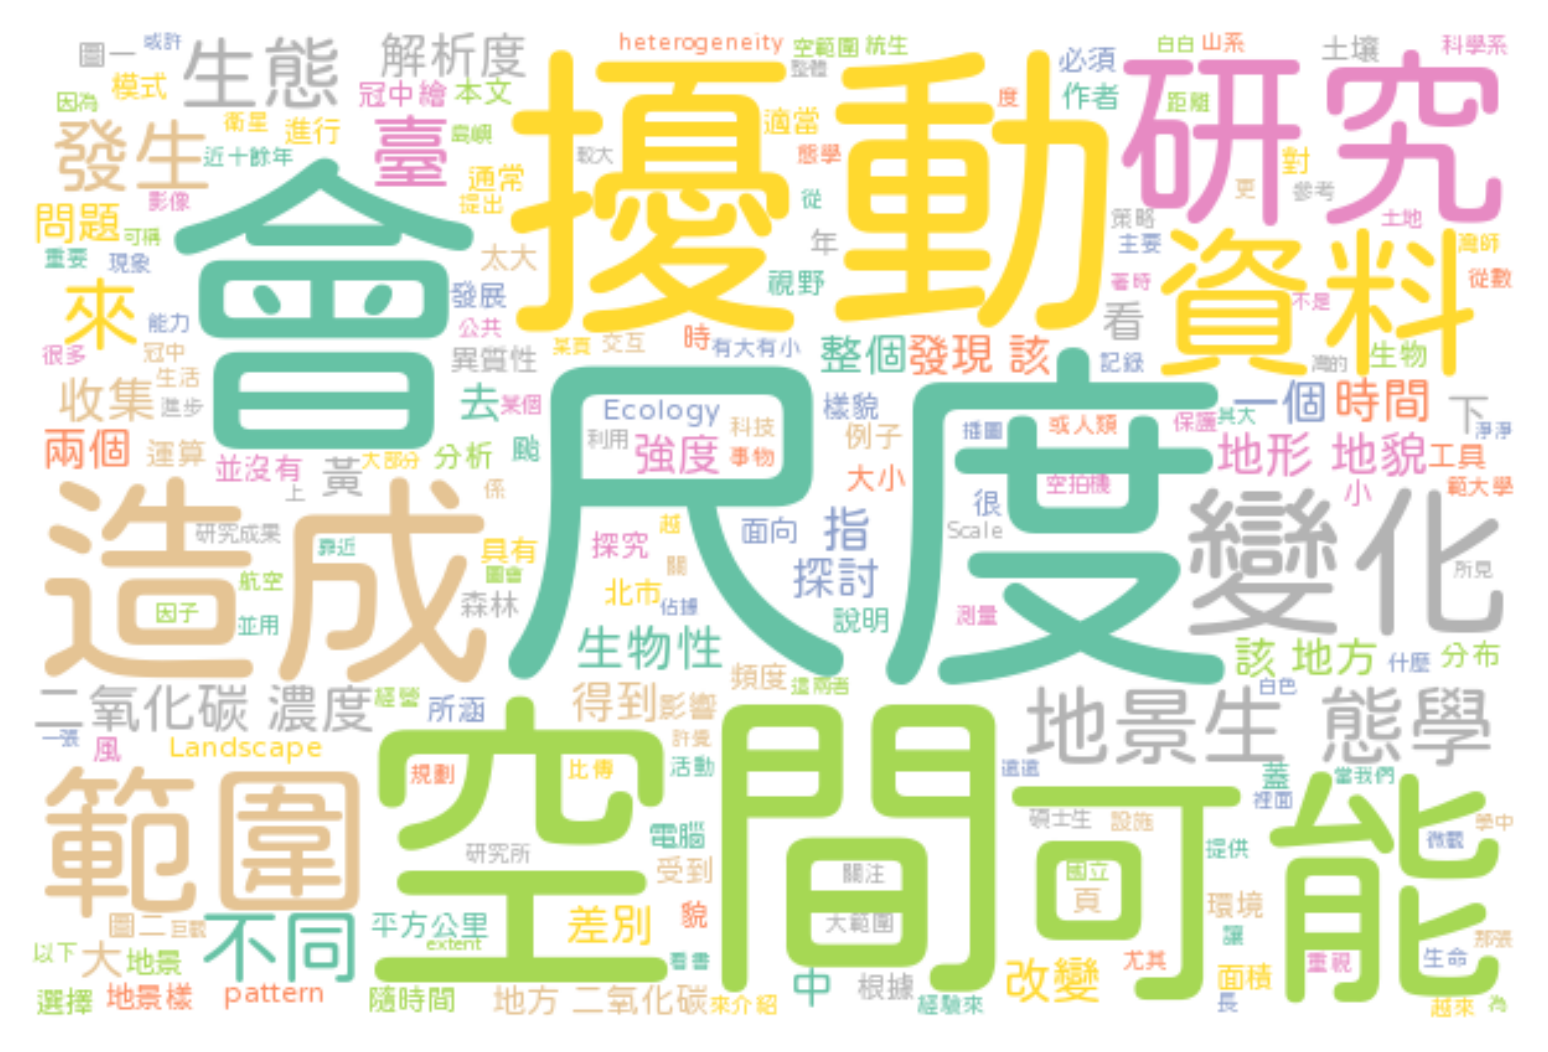 圖一
或許
生態
解析度
heterogeneity
空範圍
統生
必須
白白
山系
土壤
科學系
因為
模式
冠中繪
本文
整體
擾動
度
作者
距離
研究
發生
衛星
進行
臺
島嶼
適當
近十餘年
較大
態學
對
影像
通常
提出
從
更
參考
問題
可稱
會
年
策略
土地
重要
現象
太大
視野
主要
資料
灣師
來
能力
發展
公共
著時
不是
從數
看
很多
冠中
異質性
某頁
交互
時
有大有小
整個
發現 該
記錄
灣的
生物
收集
生活
進步
去
某個
尺度
Ecology
利用
科技
樣貌
一個
時間
下
保護
其大
淨淨
兩個
運算
並沒有
大部分
分析
颱
強度
事物
例子
插圖
或人類
地形 地貌
工具
上
黃
係
大小
空拍機
小
範大學
造成
研究成果
靠近
具有
圖會
探究
越
面向
指
很
Scale
變化
航空
因子
並用
森林
關
北市
佔據
探討
所見
說明
測量
生物性
頻度
這兩者
該 地方
什麼
分布
二氧化碳 濃度
經營
所涵
得到
影響
白色
地景生 態學
一張
風
Landscape
許覺
範圍
空間
規劃
比傳
活動
遠遠
可能
蓋
當我們
裡面
電腦
碩士生
設施
學中
微觀
研究所
受到
關注
國立
提供
頁
環境
圖二
巨觀
不同
平方公里
extent
差別
貌
大範圍
讓
那張
以下
大
地景
看書
尤其
重視
生命
選擇
地景樣
pattern
隨時間
地方 二氧化碳
來介紹
中
根據
經驗來
改變
面積
長
越來
為